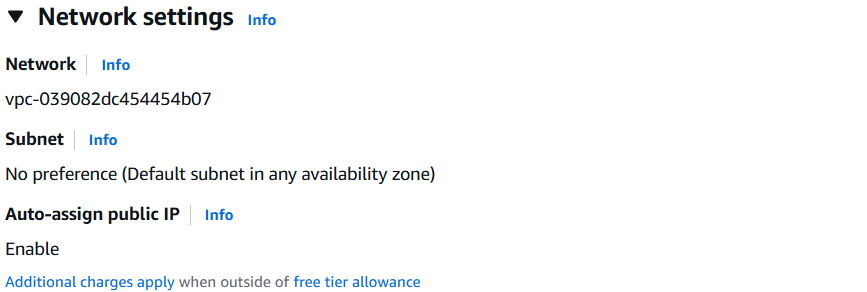 Network settings Info
Network Info
vpc-039082dc454454b07
Subnet Info
No preference (Default subnet in any availability zone)
Auto-assign public IP Info
Enable
Additional charges apply when outside of free tier allowance